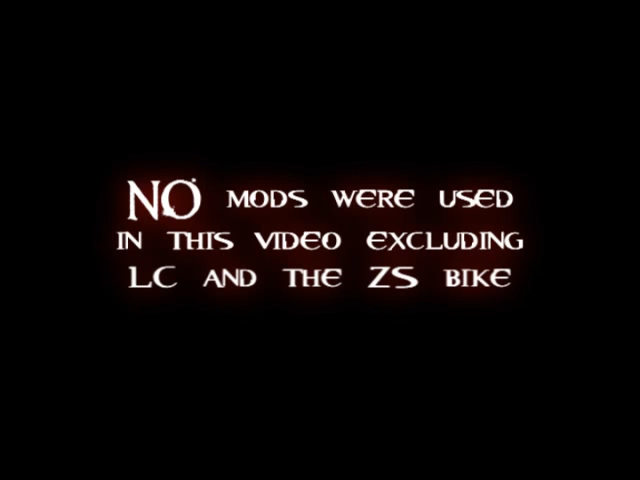 NO MODS WERE USED
IN THIS VIDEO EXCLUDING
LC AND THE ZS BIKE